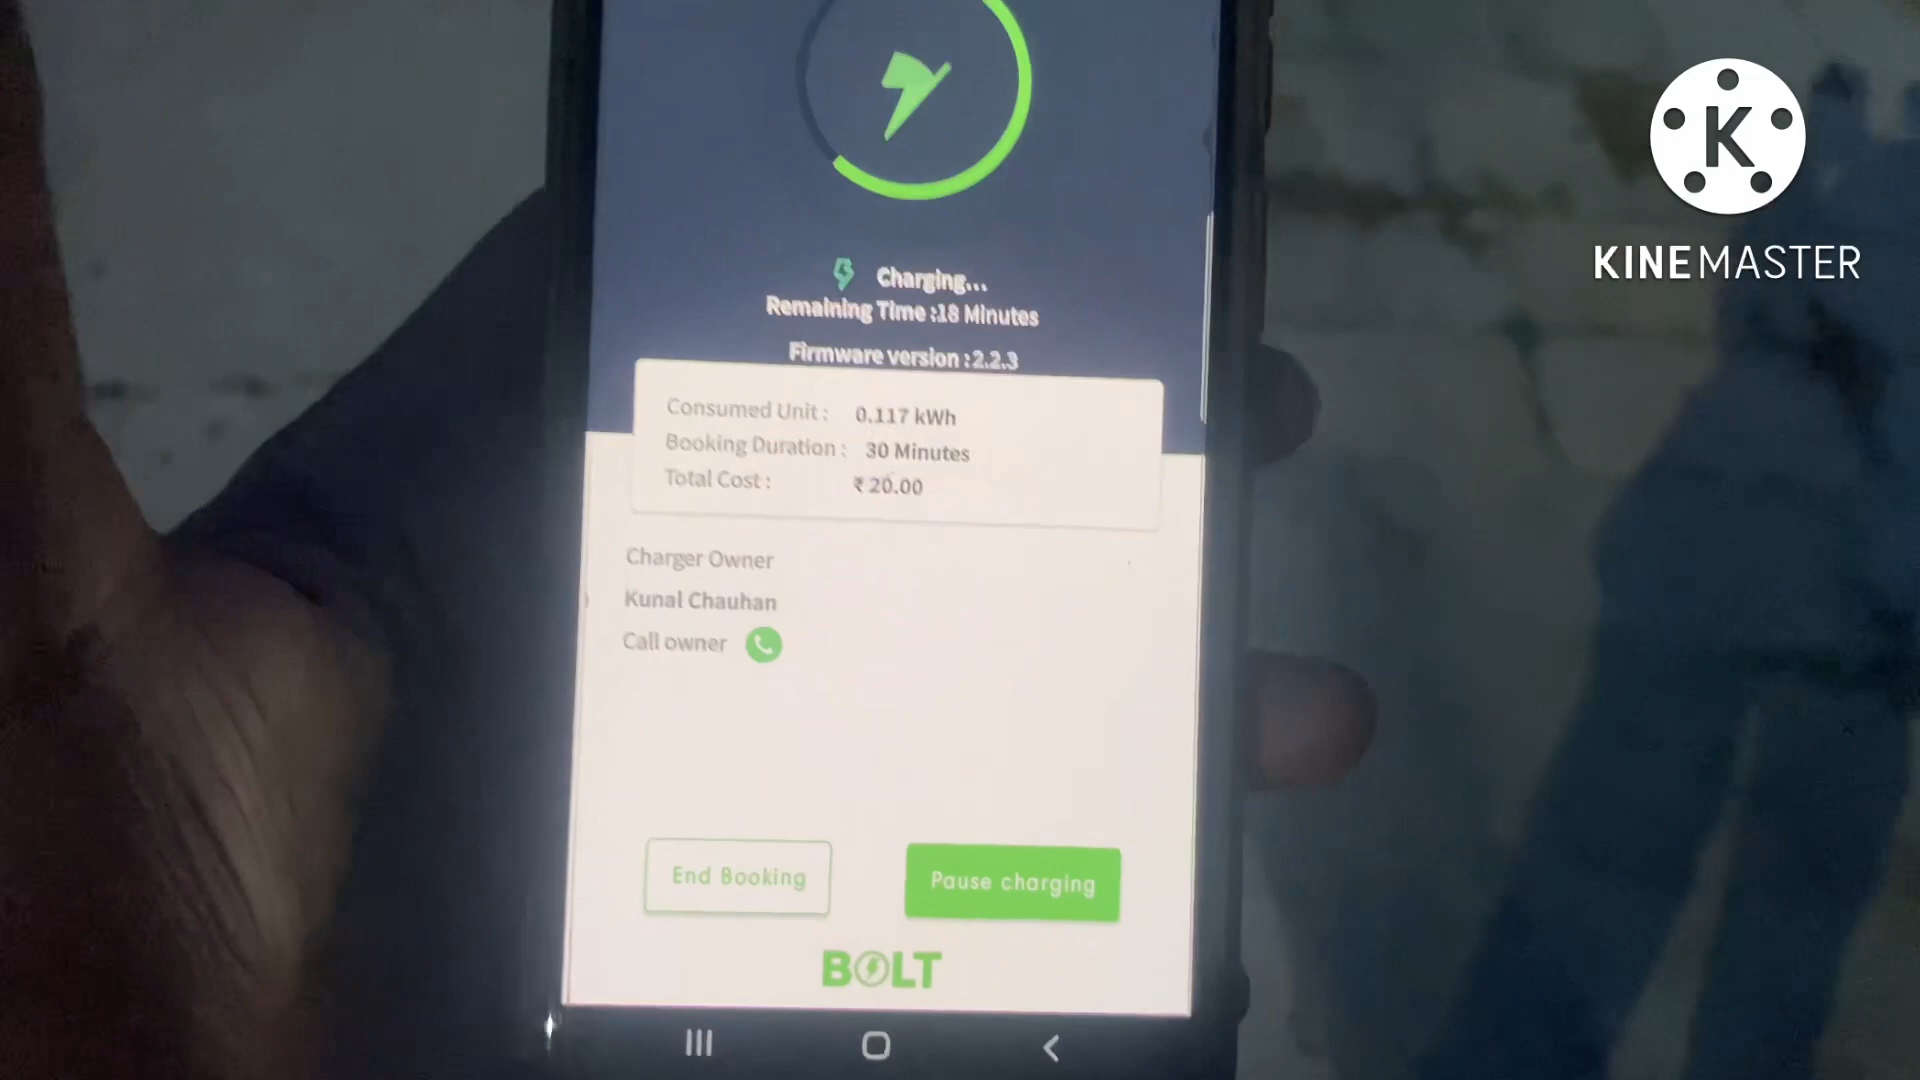 K
KINEMASTER
Charging...
Remaining Time :18 Minutes
Firmware version : 2.2.3
Consumed Unit : 0.117 kWh
Booking Duration : 30 Minutes
Total Cost : ₹ 20.00
Charger Owner
Kunal Chauhan
Call owner
End Booking
Pause charging
BOLT